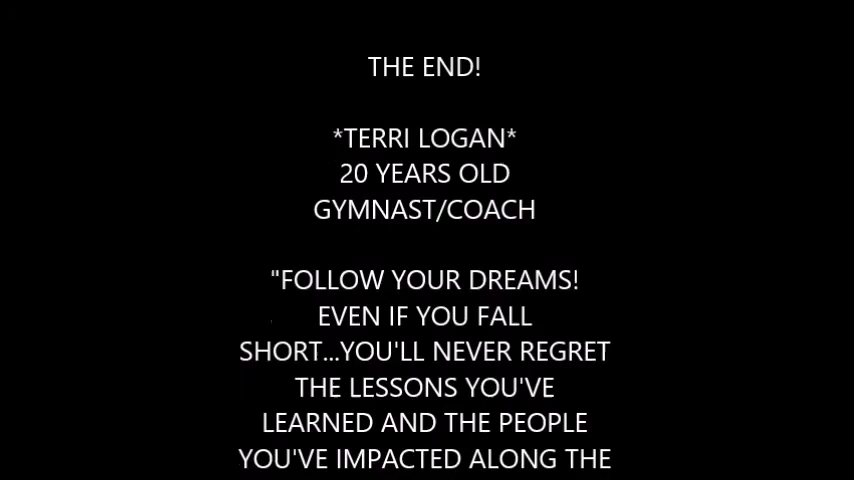 THE END!
*TERRI LOGAN*
20 YEARS OLD
GYMNAST/COACH
"FOLLOW YOUR DREAMS!
EVEN IF YOU FALL
SHORT...YOU'LL NEVER REGRET
THE LESSONS YOU'VE
LEARNED AND THE PEOPLE
YOU'VE IMPACTED ALONG THE